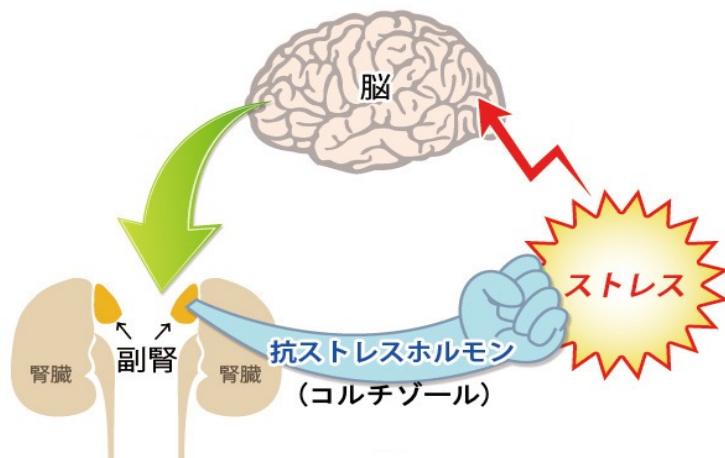 脳
ストレス
副腎
腎臓
腎臓
抗ストレスホルモン
（コルチゾール）